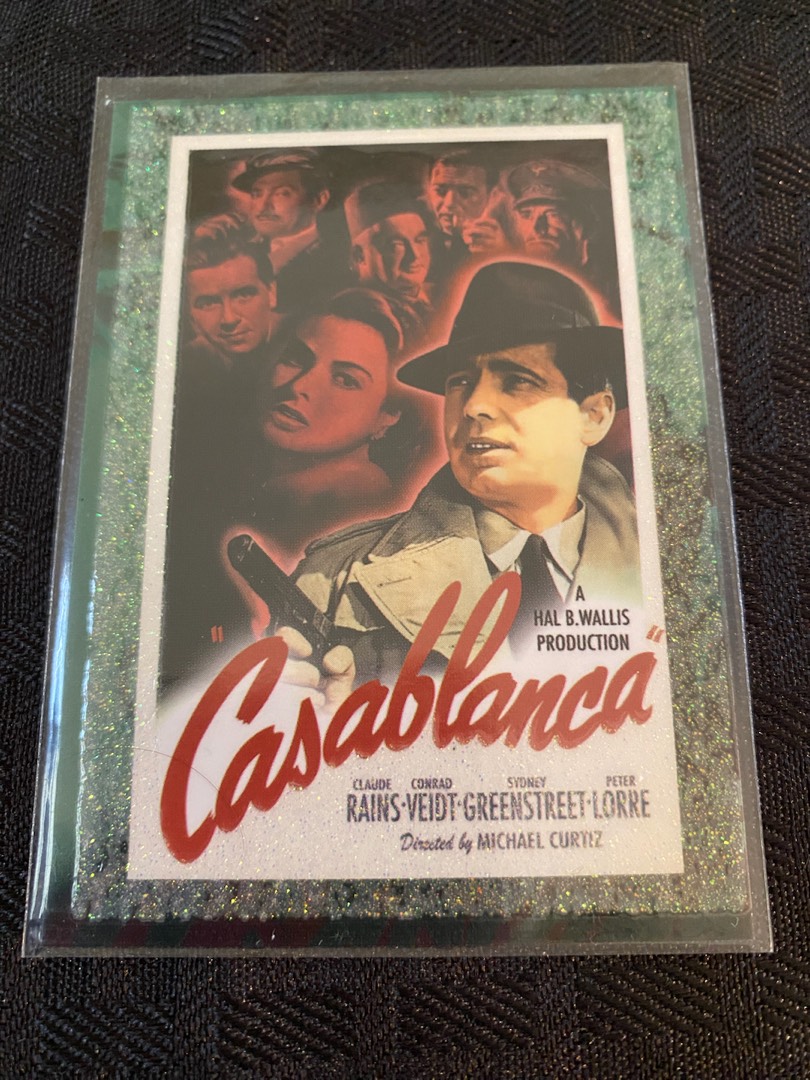 A
HAL B. WALLIS
PRODUCTION
"Casablanca"
CLAUDE CONRAD SYDNEY PETER
RAINS·VEIDT·GREENSTREET·LORRE
Directed by MICHAEL CURTIZ